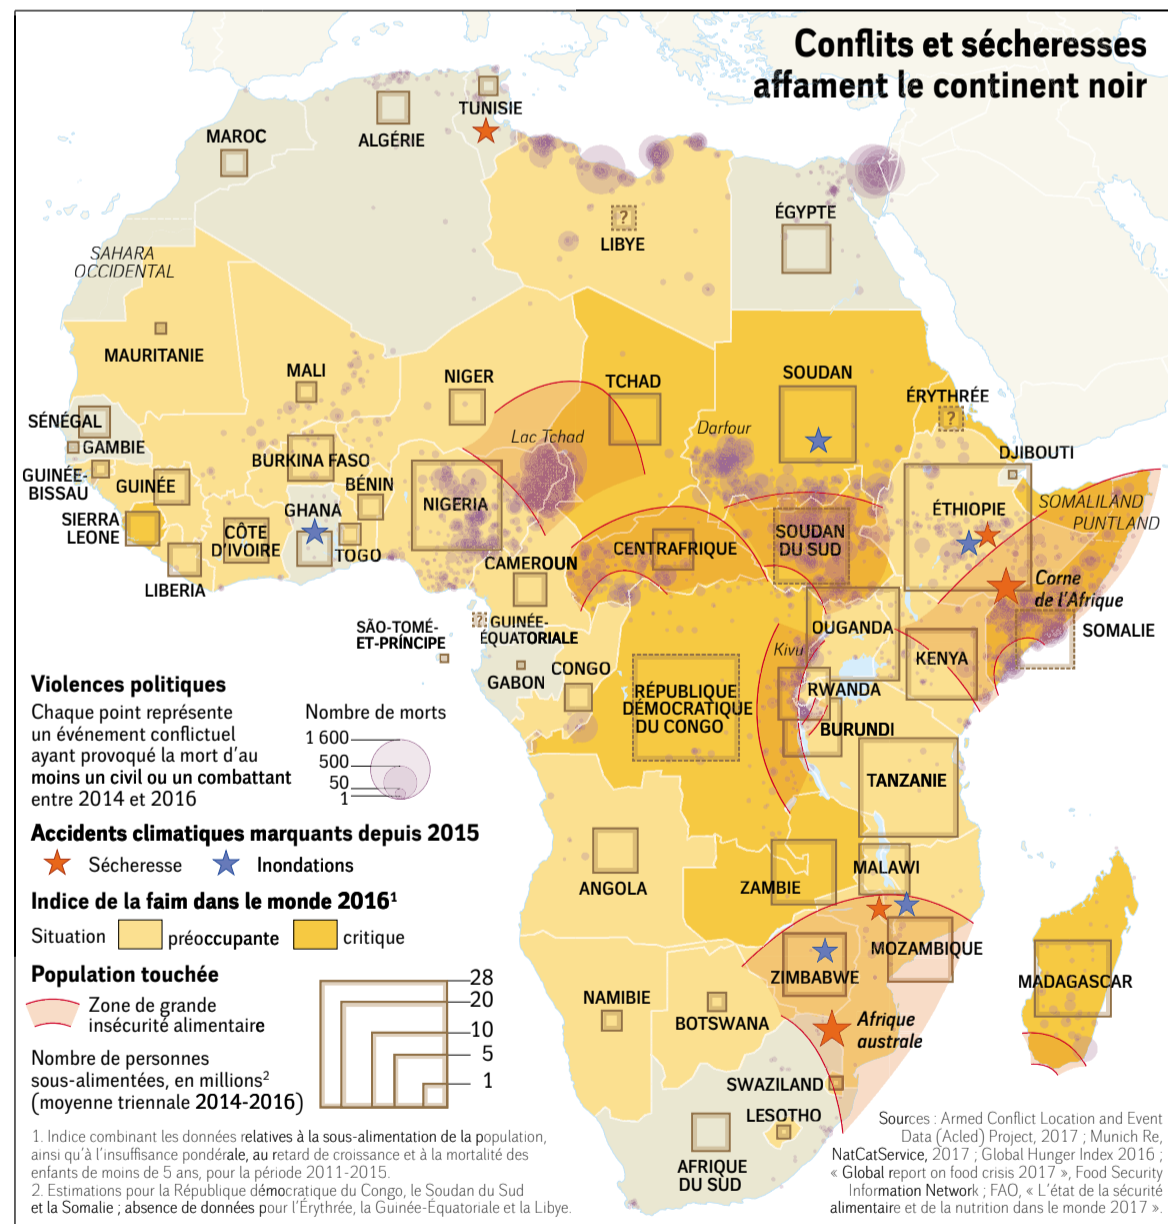 Conflits et sécheresses
affament le continent noir
TUNISIE
MAROC
ALGÉRIE
ÉGYPTE
?
LIBYE
SAHARA
OCCIDENTAL
MAURITANIE
MALI
NIGER
TCHAD
SOUDAN
ÉRYTHRÉE
?
SÉNÉGAL
GAMBIE
GUINÉE-
BISSAU
GUINÉE
BURKINA FASO
BÉNIN
Lac Tchad
Darfour
DJIBOUTI
NIGERIA
ÉTHIOPIE
SOMALILAND
PUNTLAND
SIERRA
LEONE
CÔTE
D'IVOIRE
GHANA
TOGO
LIBERIA
CAMEROUN
CENTRAFRIQUE
SOUDAN
DU SUD
Corne
de l'Afrique
SOMALIE
SÃO-TOMÉ-
ET-PRÍNCIPE
?
GUINÉE-
ÉQUATORIALE
GABON
CONGO
OUGANDA
KENYA
Kivu
RWANDA
BURUNDI
RÉPUBLIQUE
DÉMOCRATIQUE
DU CONGO
TANZANIE
ANGOLA
ZAMBIE
MALAWI
MOZAMBIQUE
ZIMBABWE
MADAGASCAR
NAMIBIE
BOTSWANA
Afrique
australe
SWAZILAND
LESOTHO
AFRIQUE
DU SUD
Violences politiques
Chaque point représente
un événement conflictuel
ayant provoqué la mort d'au
moins un civil ou un combattant
entre 2014 et 2016
Nombre de morts
1 600
500
50
1
Accidents climatiques marquants depuis 2015
Sécheresse
Inondations
Indice de la faim dans le monde 2016¹
Situation
préoccupante
critique
Population touchée
Zone de grande
insécurité alimentaire
Nombre de personnes
sous-alimentées, en millions²
(moyenne triennale 2014-2016)
28
20
10
5
1
1. Indice combinant les données relatives à la sous-alimentation de la population,
ainsi qu'à l'insuffisance pondérale, au retard de croissance et à la mortalité des
enfants de moins de 5 ans, pour la période 2011-2015.
2. Estimations pour la République démocratique du Congo, le Soudan du Sud
et la Somalie ; absence de données pour l'Érythrée, la Guinée-Équatoriale et la Libye.
Sources : Armed Conflict Location and Event
Data (Acled) Project, 2017 ; Munich Re,
NatCatService, 2017 ; Global Hunger Index 2016 ;
« Global report on food crisis 2017 », Food Security
Information Network ; FAO, « L'état de la sécurité
alimentaire et de la nutrition dans le monde 2017 ».